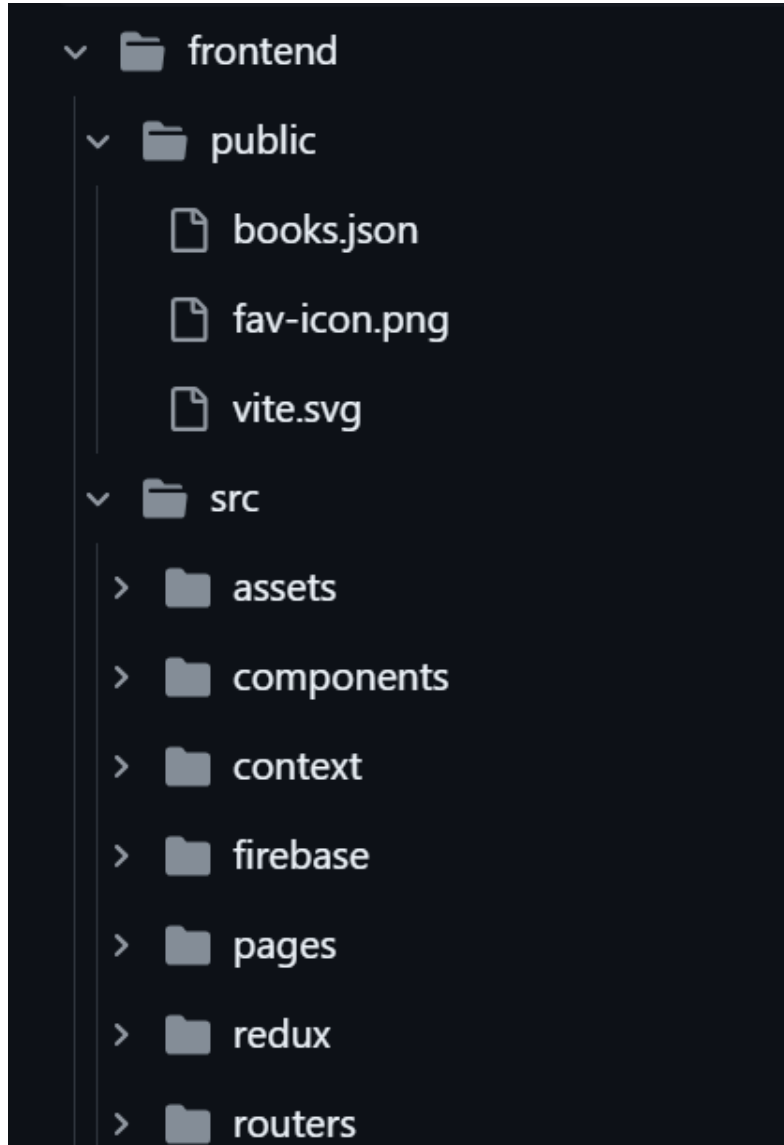 frontend
public
books.json
fav-icon.png
vite.svg
src
assets
components
context
firebase
pages
redux
routers